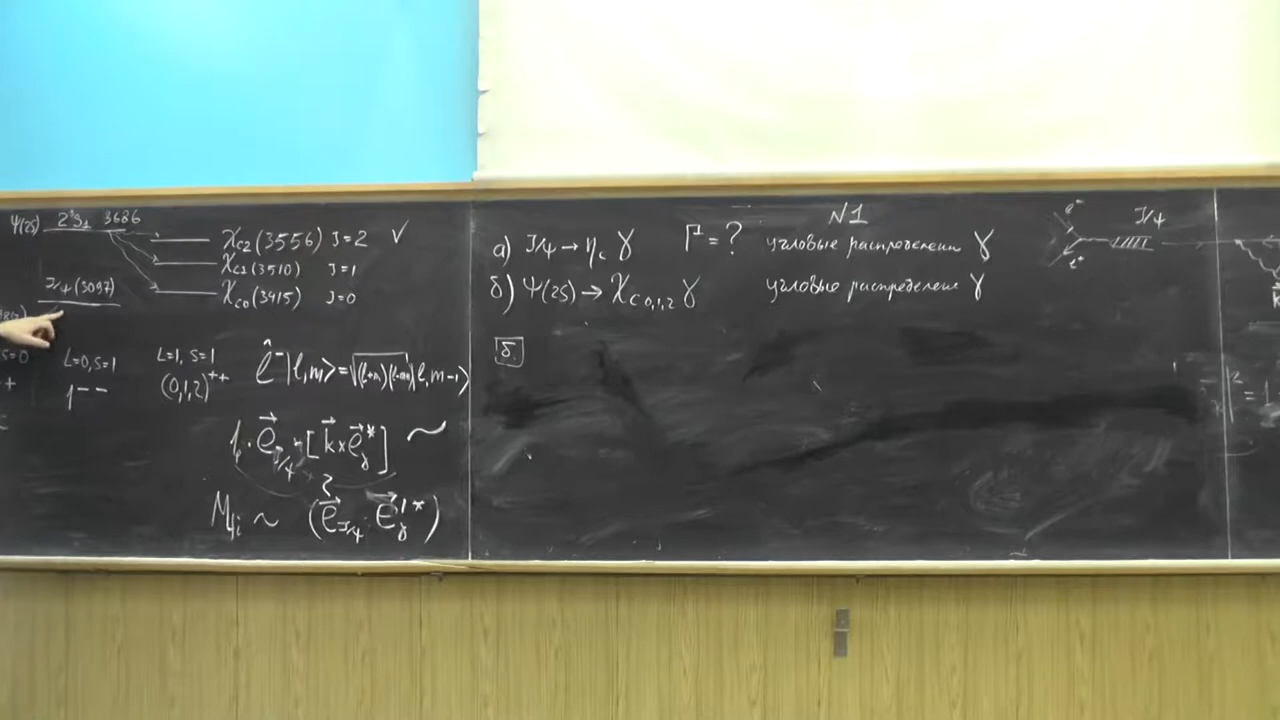 Ψ(2S) 2³S₁ 3686
χc2 (3556) J=2 ✓
χc1 (3510) J=1
χc0 (3415) J=0
J/ψ (3097)
S=0
L=0, S=1
L=1, S=1
++
1⁻⁻
(0,1,2)⁺⁺
l̂⁻|l,m⟩=√(l+m)(l-m+1)|l,m-1⟩
[k⃗×e⃗γ*] ~
Mfi ~ (e⃗J/ψ · e⃗'γ*)
N1
а) J/ψ → ηc γ Γ = ? угловые распределения γ
б) Ψ(2S) → χc 0,1,2 γ угловые распределения γ
e⁻
J/ψ
e⁺
б.